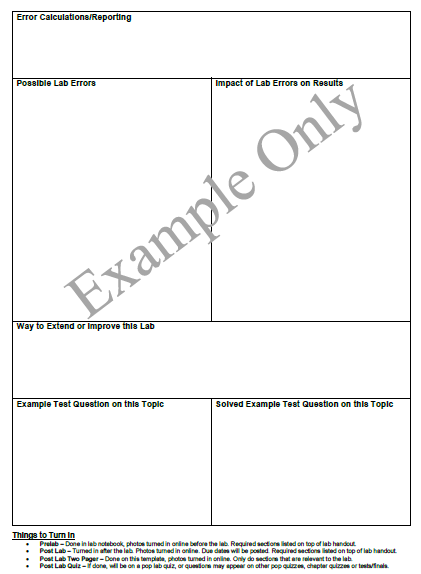 Error Calculations/Reporting
Possible Lab Errors
Impact of Lab Errors on Results
Example Only
Way to Extend or Improve this Lab
Example Test Question on this Topic
Solved Example Test Question on this Topic
Things to Turn In
• Prelab – Done in lab notebook, photos turned in online before the lab. Required sections listed on top of lab handout.
• Post Lab – Turned in after the lab. Photos turned in online. Due dates will be posted. Required sections listed on top of lab handout.
• Post Lab Two Pager – Done on this template, photos turned in online. Only do sections that are relevant to the lab.
• Post Lab Quiz – If done, will be on a pop lab quiz, or questions may appear on other pop quizzes, chapter quizzes or tests/finals.